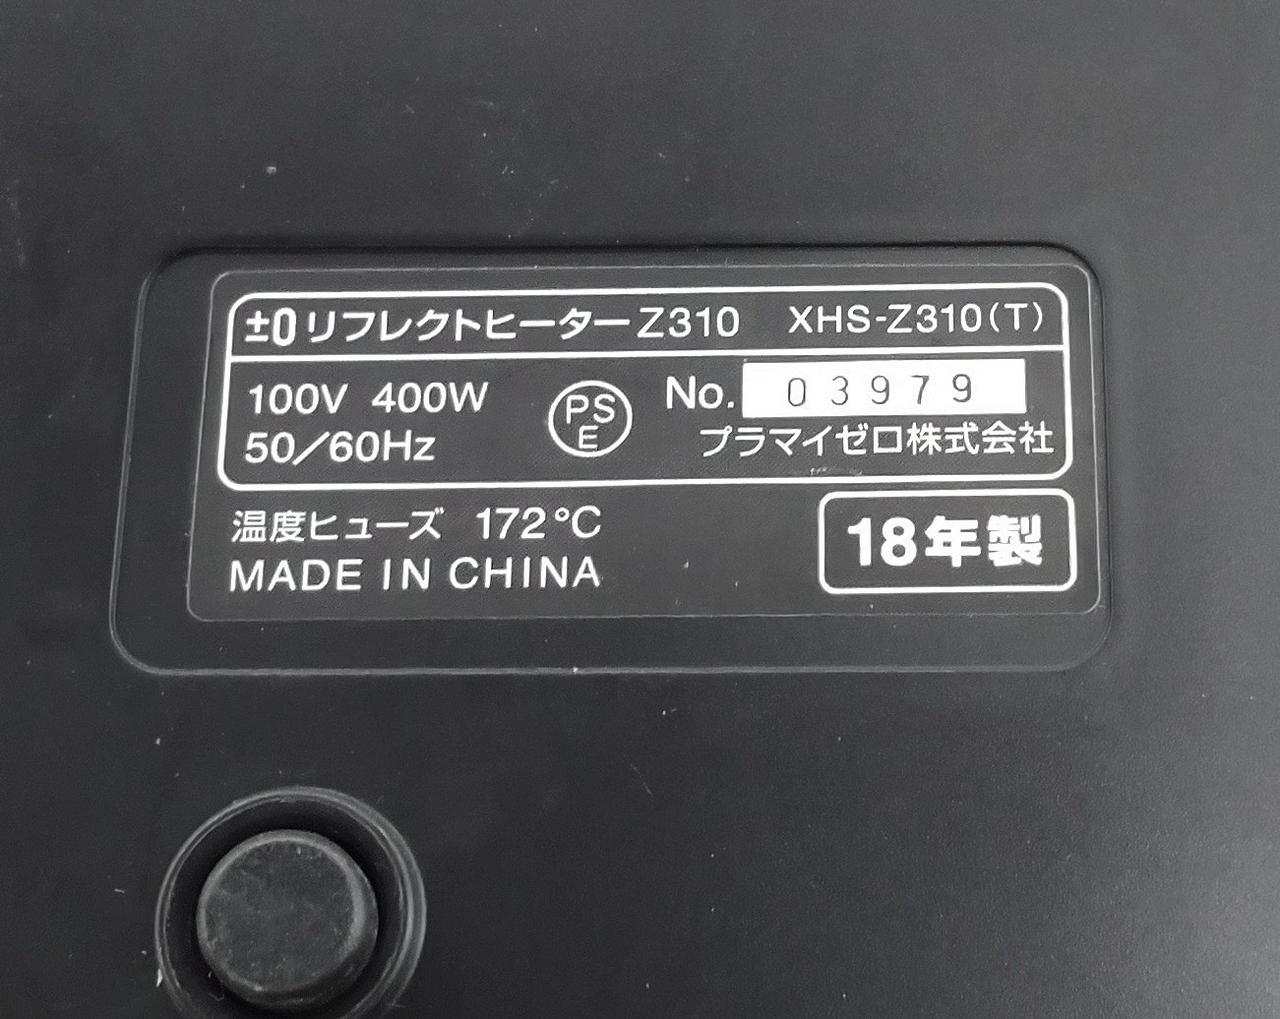 ±0 リフレクトヒーター Z310 XHS-Z310(T)
100V 400W
50/60Hz
PSE
No. 03979
プラマイゼロ株式会社
温度ヒューズ 172℃
MADE IN CHINA
18年製